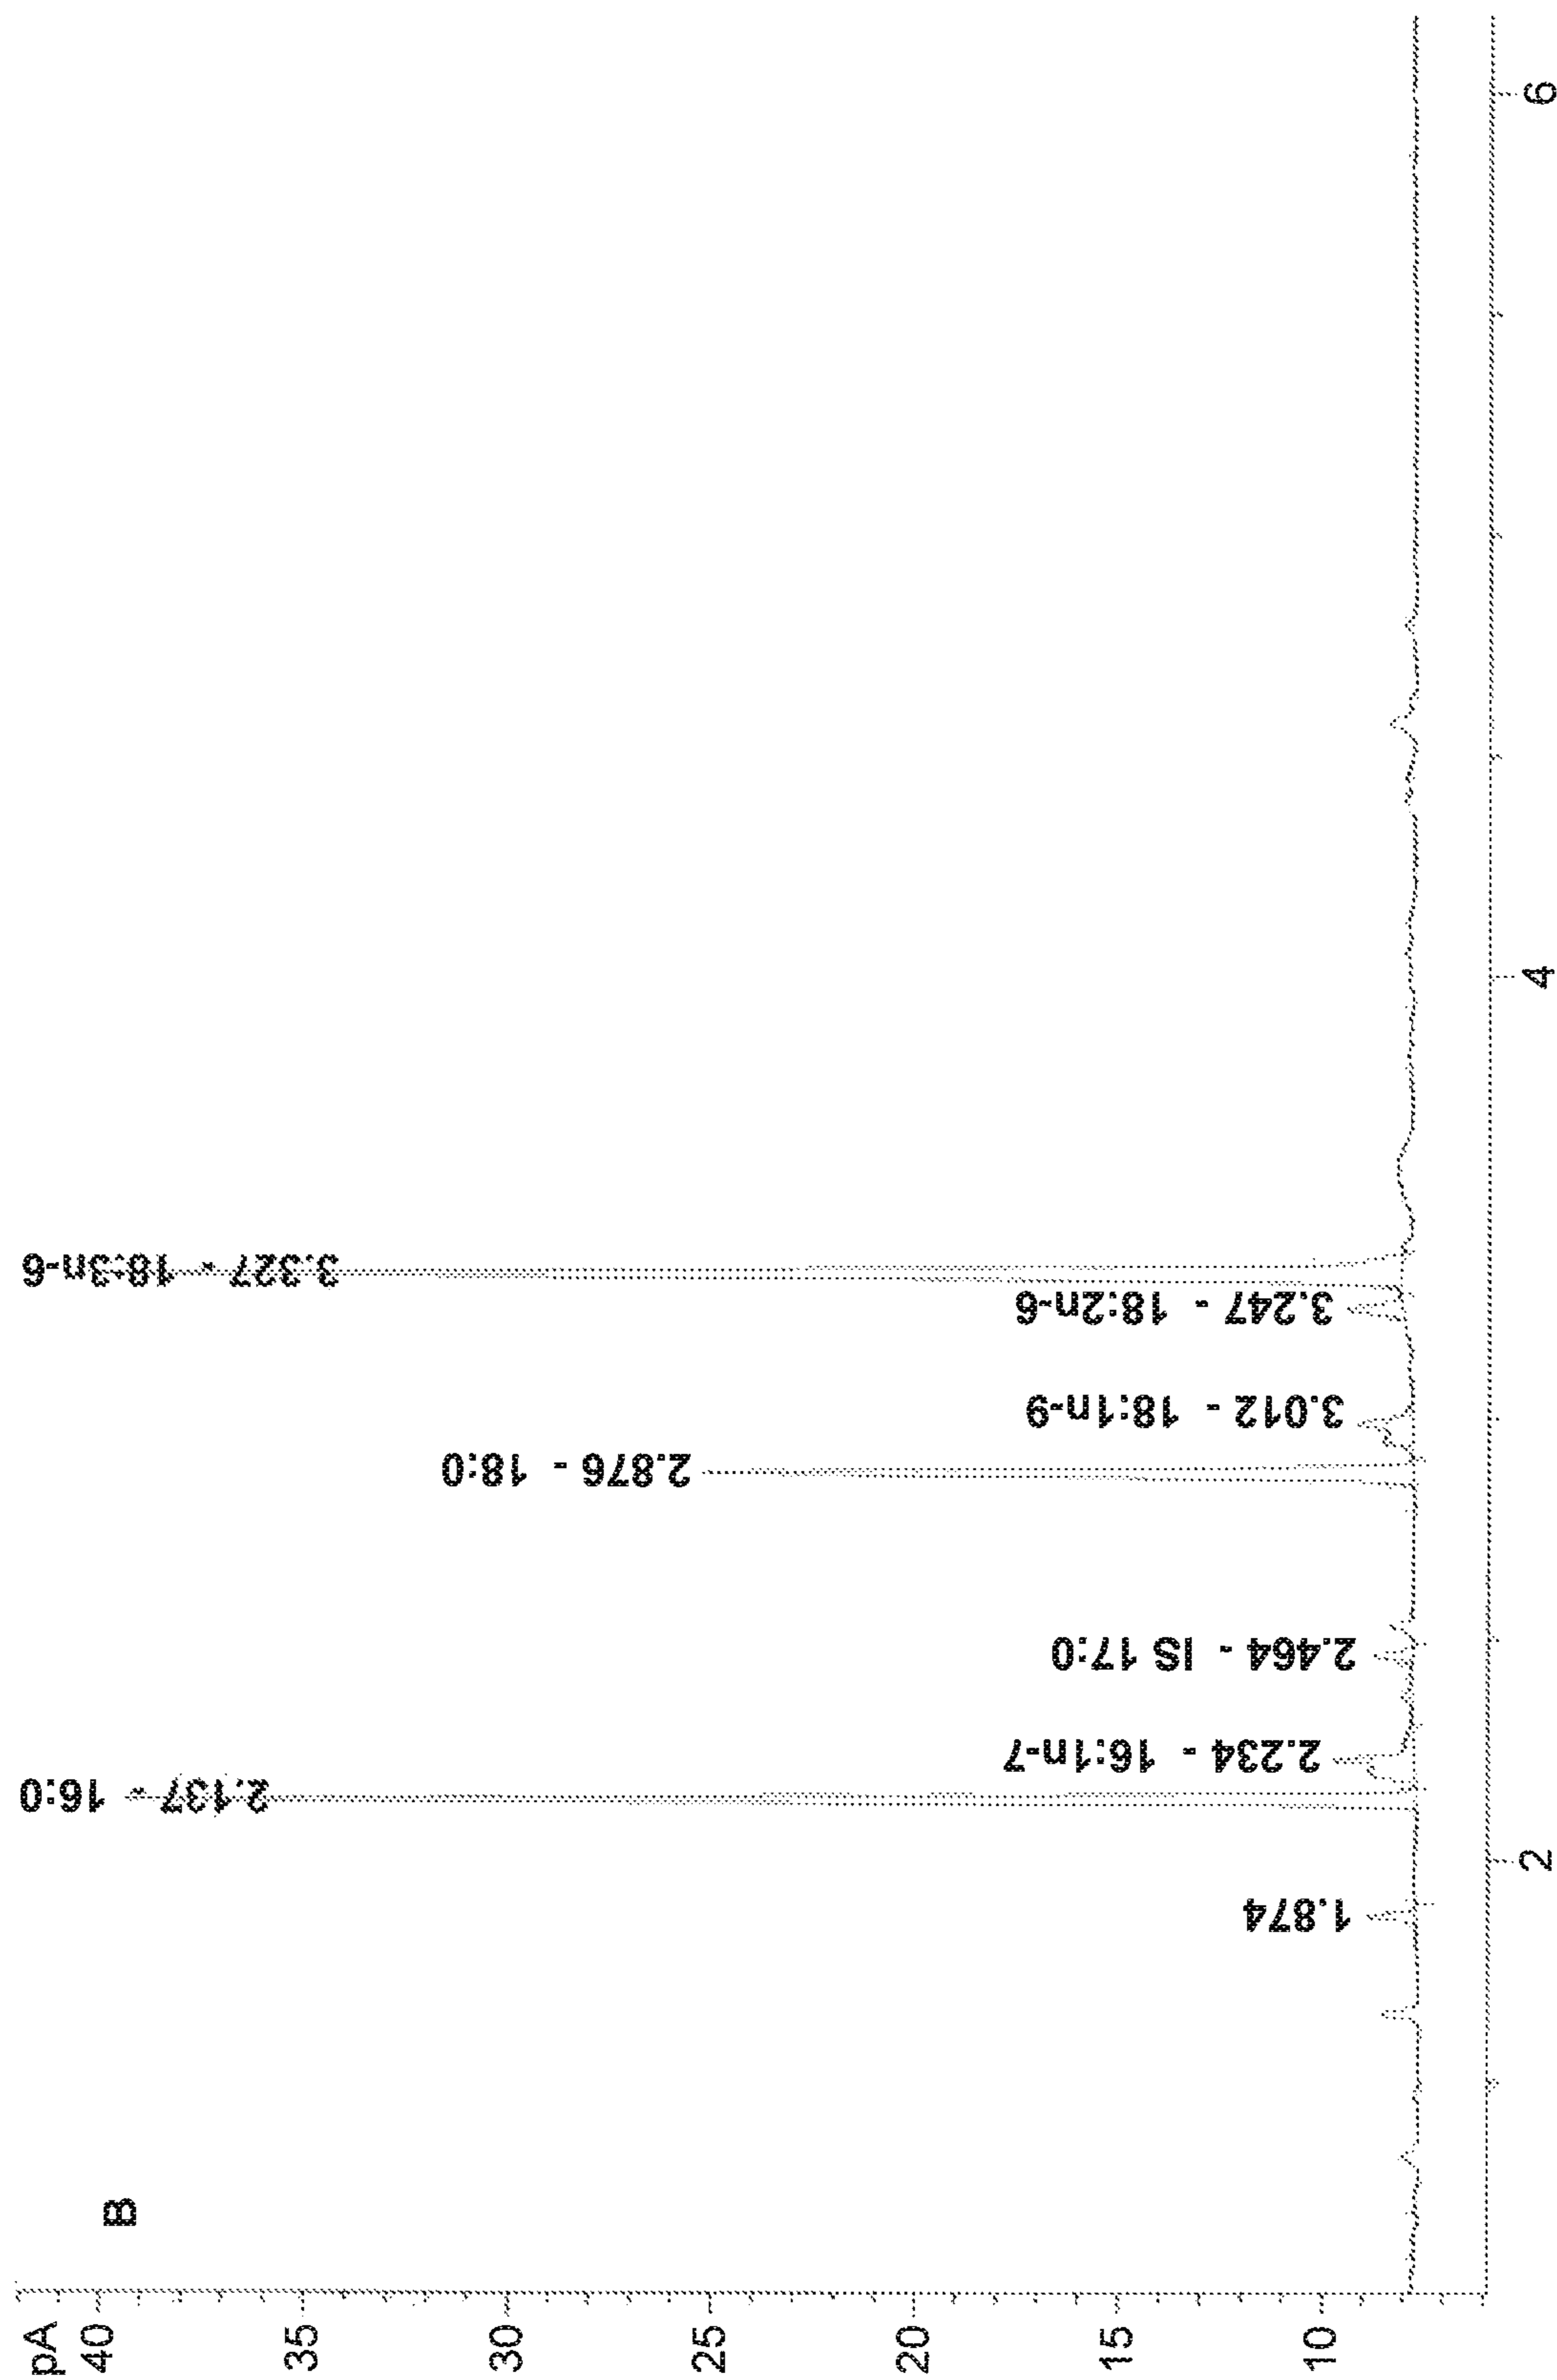 pA
40
35
30
25
20
15
10
B
1.874
2.137 - 16:0
2.234 - 16:1n-7
2.464 - IS 17:0
2.876 - 18:0
3.012 - 18:1n-9
3.247 - 18:2n-6
3.327 - 18:3n-6
2
4
6